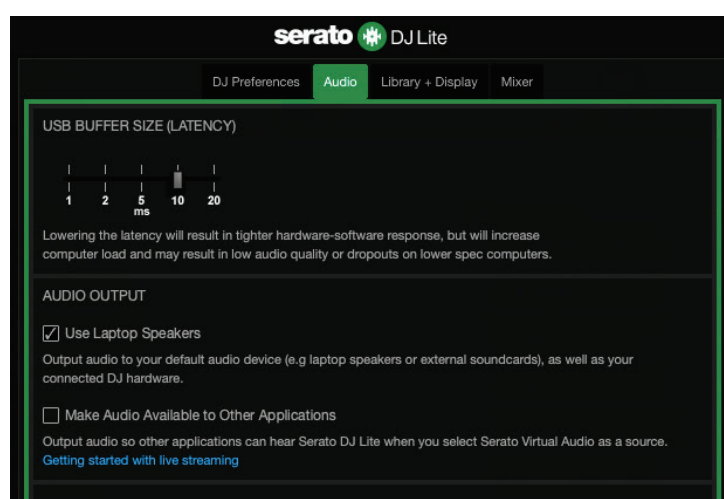 serato DJ Lite
DJ Preferences Audio Library + Display Mixer
USB BUFFER SIZE (LATENCY)
1 2 5 10 20
ms
Lowering the latency will result in tighter hardware-software response, but will increase
computer load and may result in low audio quality or dropouts on lower spec computers.
AUDIO OUTPUT
Use Laptop Speakers
Output audio to your default audio device (e.g laptop speakers or external soundcards), as well as your
connected DJ hardware.
Make Audio Available to Other Applications
Output audio so other applications can hear Serato DJ Lite when you select Serato Virtual Audio as a source.
Getting started with live streaming